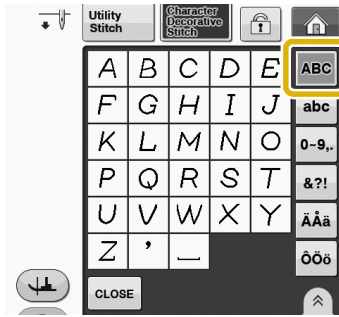 Utility Stitch
Character Decorative Stitch
A B C D E ABC
F G H I J abc
K L M N O 0~9,.
P Q R S T &?!
U V W X Y ÄÅä
Z ’ _ ÔÖö
CLOSE